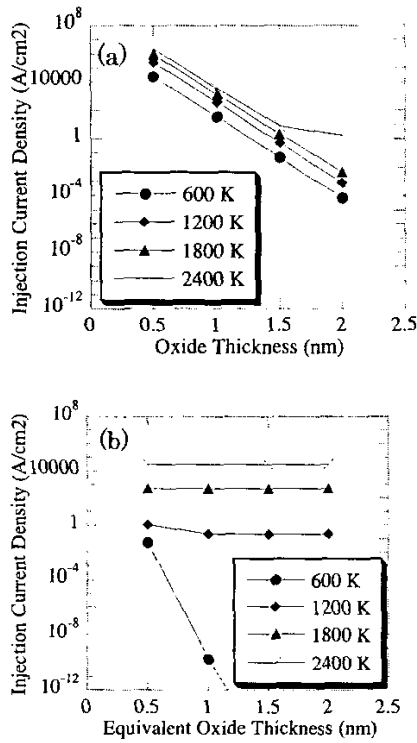 (a)
Injection Current Density (A/cm2)
10^8
10000
1
10^-4
10^-8
10^-12
600 K
1200 K
1800 K
2400 K
0 0.5 1 1.5 2 2.5
Oxide Thickness (nm)
(b)
Injection Current Density (A/cm2)
10^8
10000
1
10^-4
10^-8
10^-12
600 K
1200 K
1800 K
2400 K
0 0.5 1 1.5 2 2.5
Equivalent Oxide Thickness (nm)